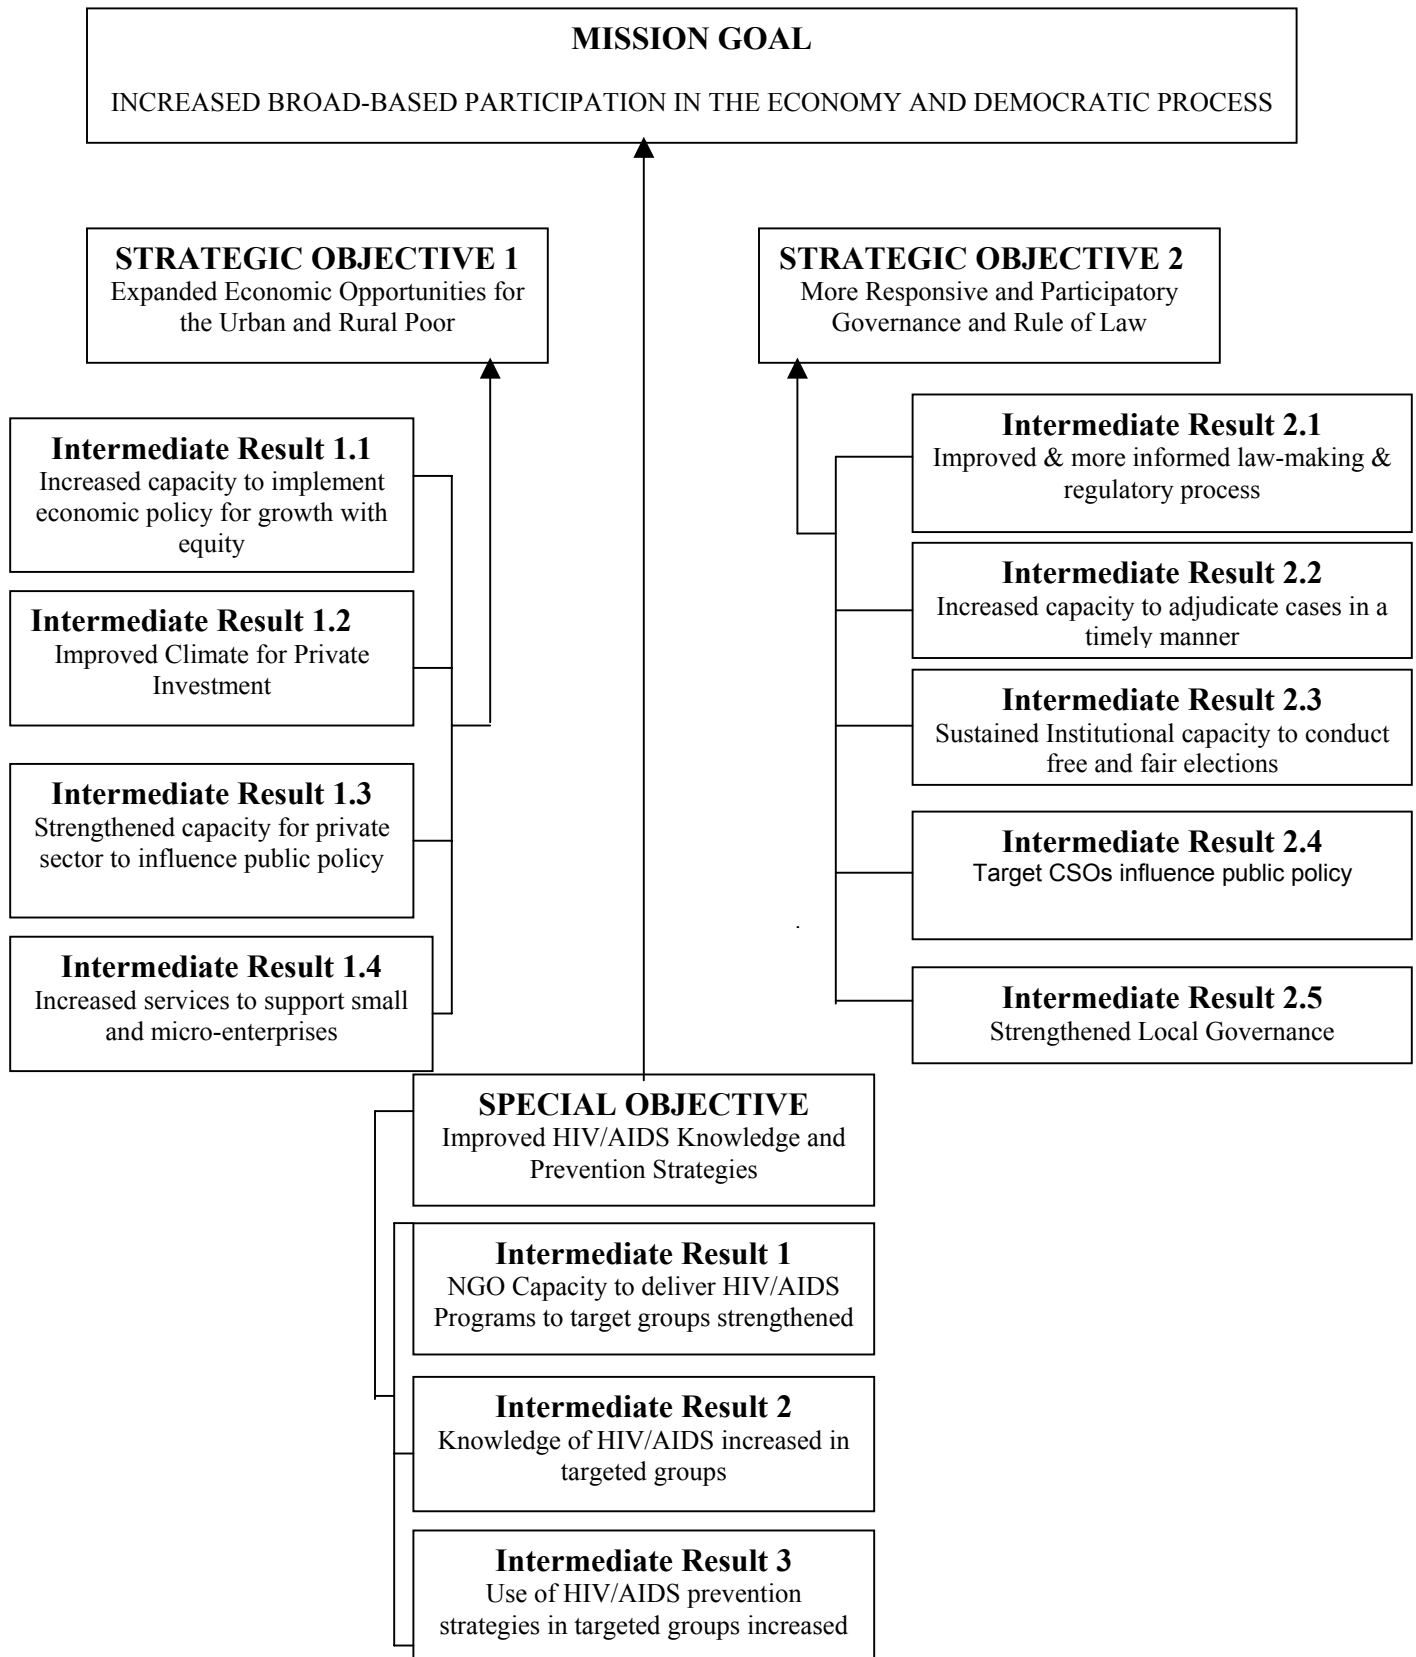 MISSION GOAL
INCREASED BROAD-BASED PARTICIPATION IN THE ECONOMY AND DEMOCRATIC PROCESS
STRATEGIC OBJECTIVE 1
Expanded Economic Opportunities for
the Urban and Rural Poor
STRATEGIC OBJECTIVE 2
More Responsive and Participatory
Governance and Rule of Law
Intermediate Result 1.1
Increased capacity to implement
economic policy for growth with
equity
Intermediate Result 1.2
Improved Climate for Private
Investment
Intermediate Result 1.3
Strengthened capacity for private
sector to influence public policy
Intermediate Result 1.4
Increased services to support small
and micro-enterprises
Intermediate Result 2.1
Improved & more informed law-making &
regulatory process
Intermediate Result 2.2
Increased capacity to adjudicate cases in a
timely manner
Intermediate Result 2.3
Sustained Institutional capacity to conduct
free and fair elections
Intermediate Result 2.4
Target CSOs influence public policy
.
Intermediate Result 2.5
Strengthened Local Governance
SPECIAL OBJECTIVE
Improved HIV/AIDS Knowledge and
Prevention Strategies
Intermediate Result 1
NGO Capacity to deliver HIV/AIDS
Programs to target groups strengthened
Intermediate Result 2
Knowledge of HIV/AIDS increased in
targeted groups
Intermediate Result 3
Use of HIV/AIDS prevention
strategies in targeted groups increased